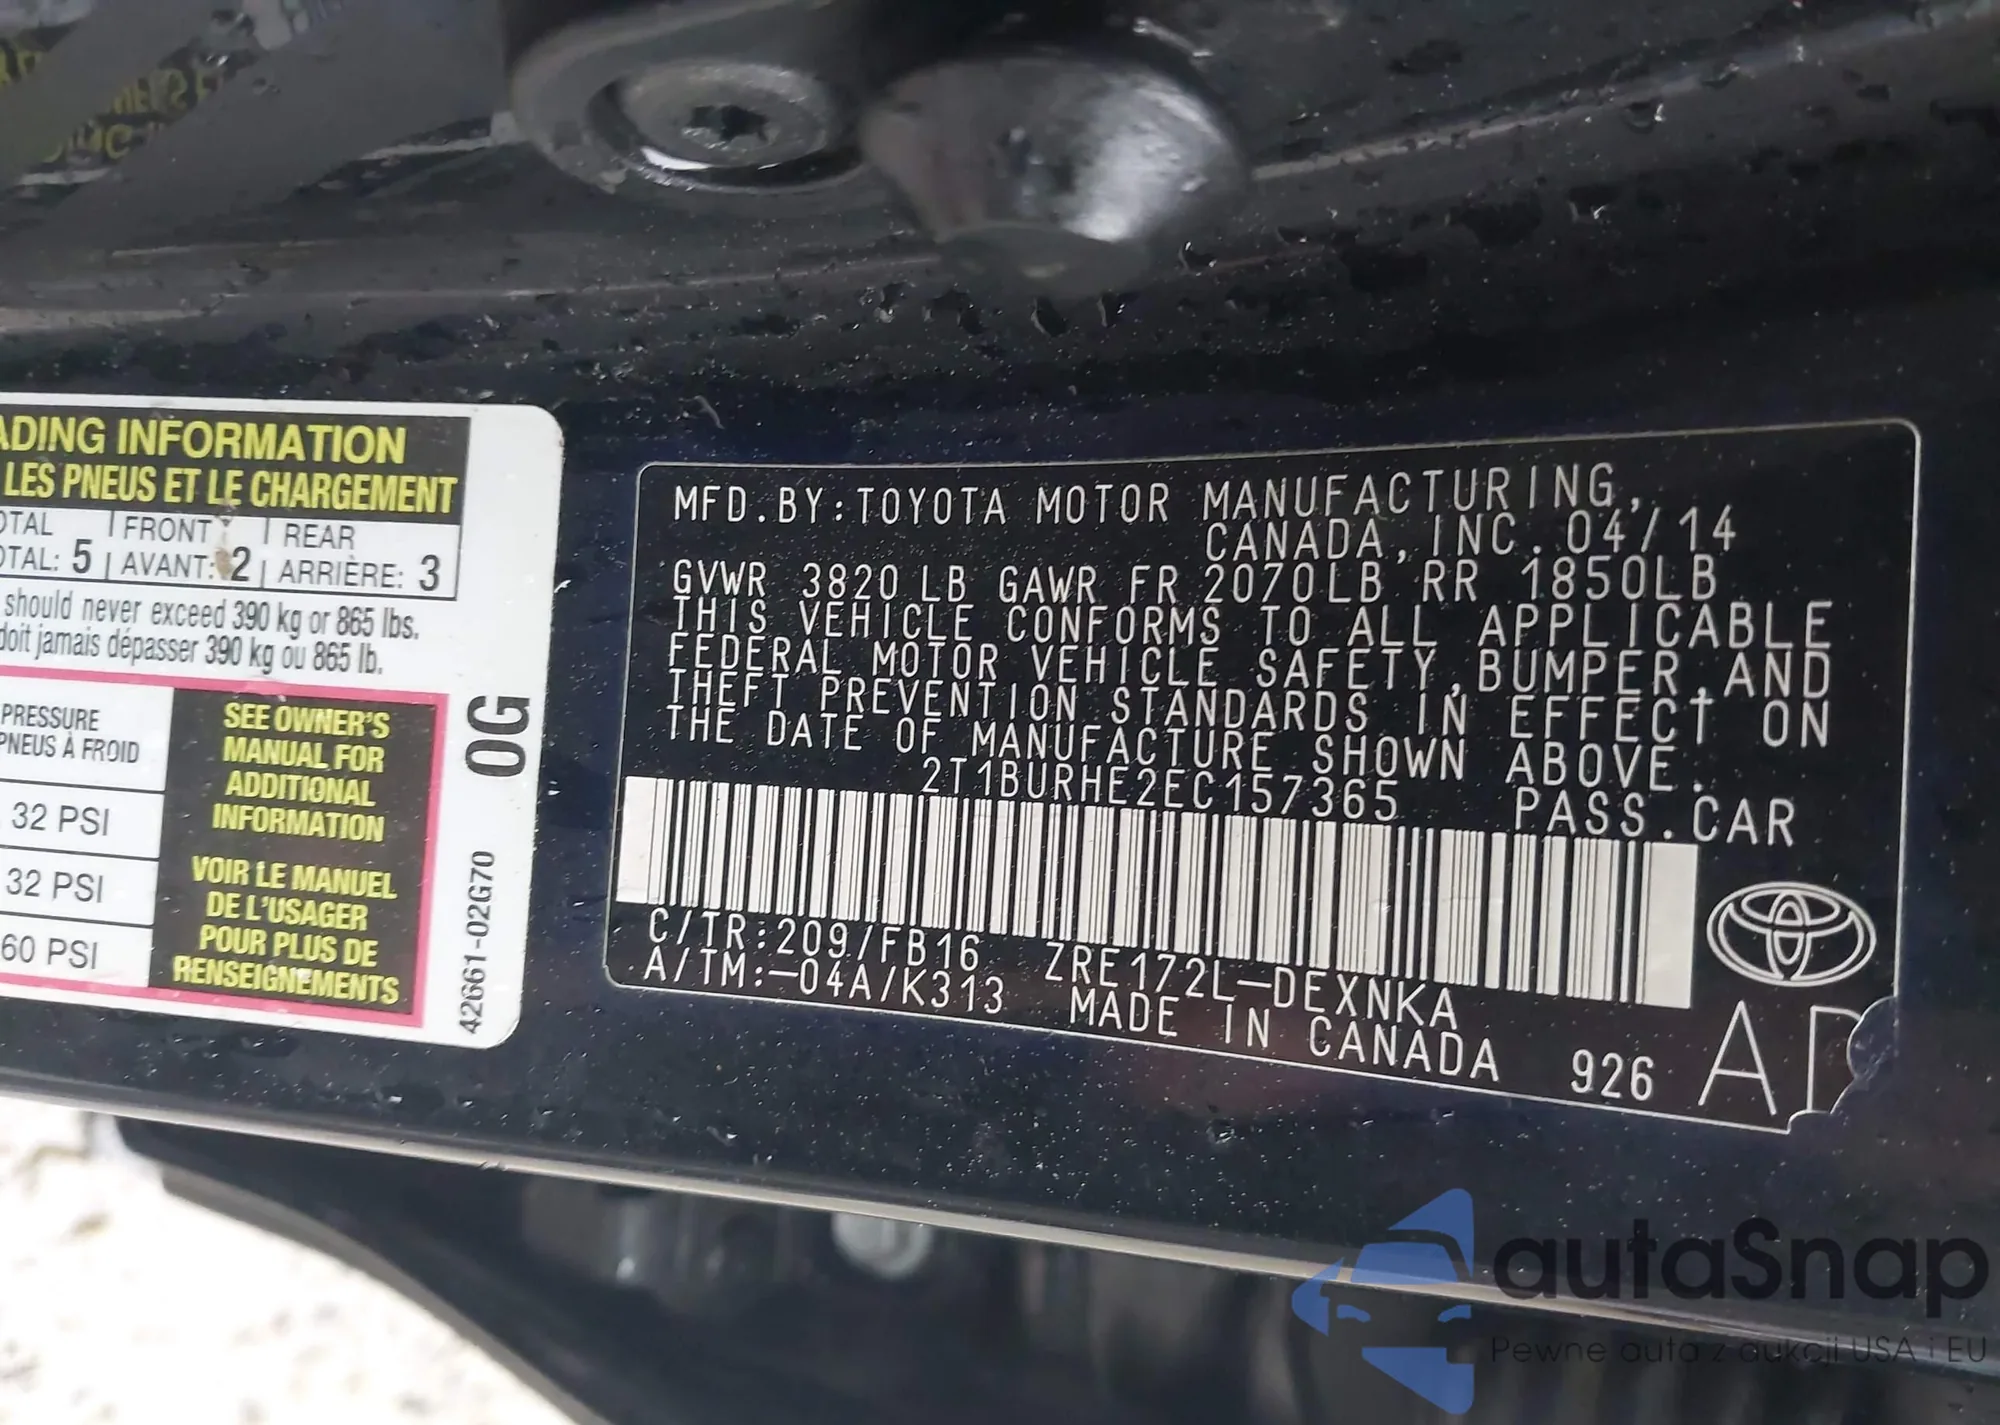 ADING INFORMATION
LES PNEUS ET LE CHARGEMENT
OTAL FRONT REAR
OTAL: 5 AVANT: 2 ARRIÈRE: 3
should never exceed 390 kg or 865 lbs.
doit jamais dépasser 390 kg ou 865 lb.
PRESSURE
PNEUS À FROID
32 PSI
32 PSI
60 PSI
SEE OWNER'S
MANUAL FOR
ADDITIONAL
INFORMATION
VOIR LE MANUEL
DE L'USAGER
POUR PLUS DE
RENSEIGNEMENTS
0G
42661-02G70
MFD.BY:TOYOTA MOTOR MANUFACTURING,
CANADA, INC. 04/14
GVWR 3820 LB GAWR FR 2070LB RR 1850LB
THIS VEHICLE CONFORMS TO ALL APPLICABLE
FEDERAL MOTOR VEHICLE SAFETY,BUMPER,AND
THEFT PREVENTION STANDARDS IN EFFECT ON
THE DATE OF MANUFACTURE SHOWN ABOVE.
2T1BURHE2EC157365 PASS.CAR
C/TR:209/FB16 ZRE172L-DEXNKA
A/TM:-04A/K313 MADE IN CANADA 926
AD
autoSnap
Pewne auta z aukcji USA i EU